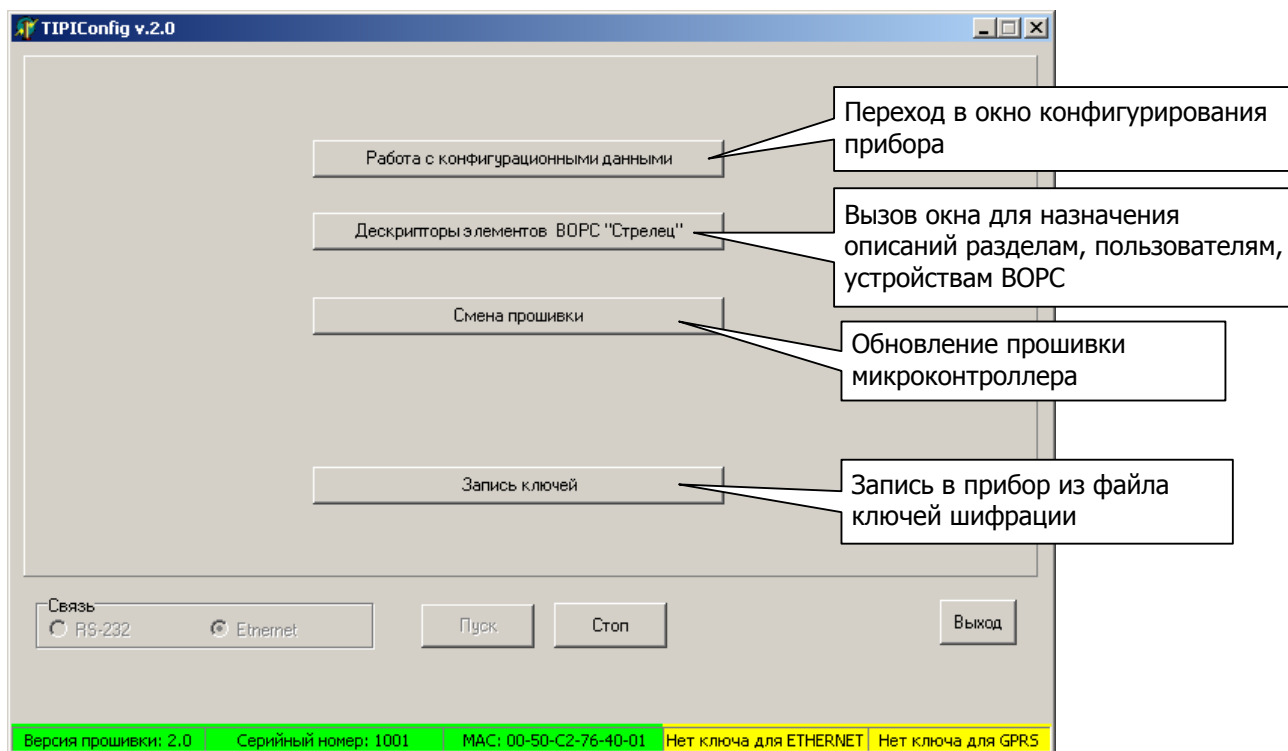 TIPIConfig v.2.0
Переход в окно конфигурирования
прибора
Работа с конфигурационными данными
Вызов окна для назначения
описаний разделам, пользователям,
устройствам ВОРС
Дескрипторы элементов ВОРС "Стрелец"
Смена прошивки
Обновление прошивки
микроконтроллера
Запись ключей
Запись в прибор из файла
ключей шифрации
Связь
RS-232 Etnernet Пуск Стоп Выход
Версия прошивки: 2.0 Серийный номер: 1001 MAC: 00-50-C2-76-40-01 Нет ключа для ETHERNET Нет ключа для GPRS